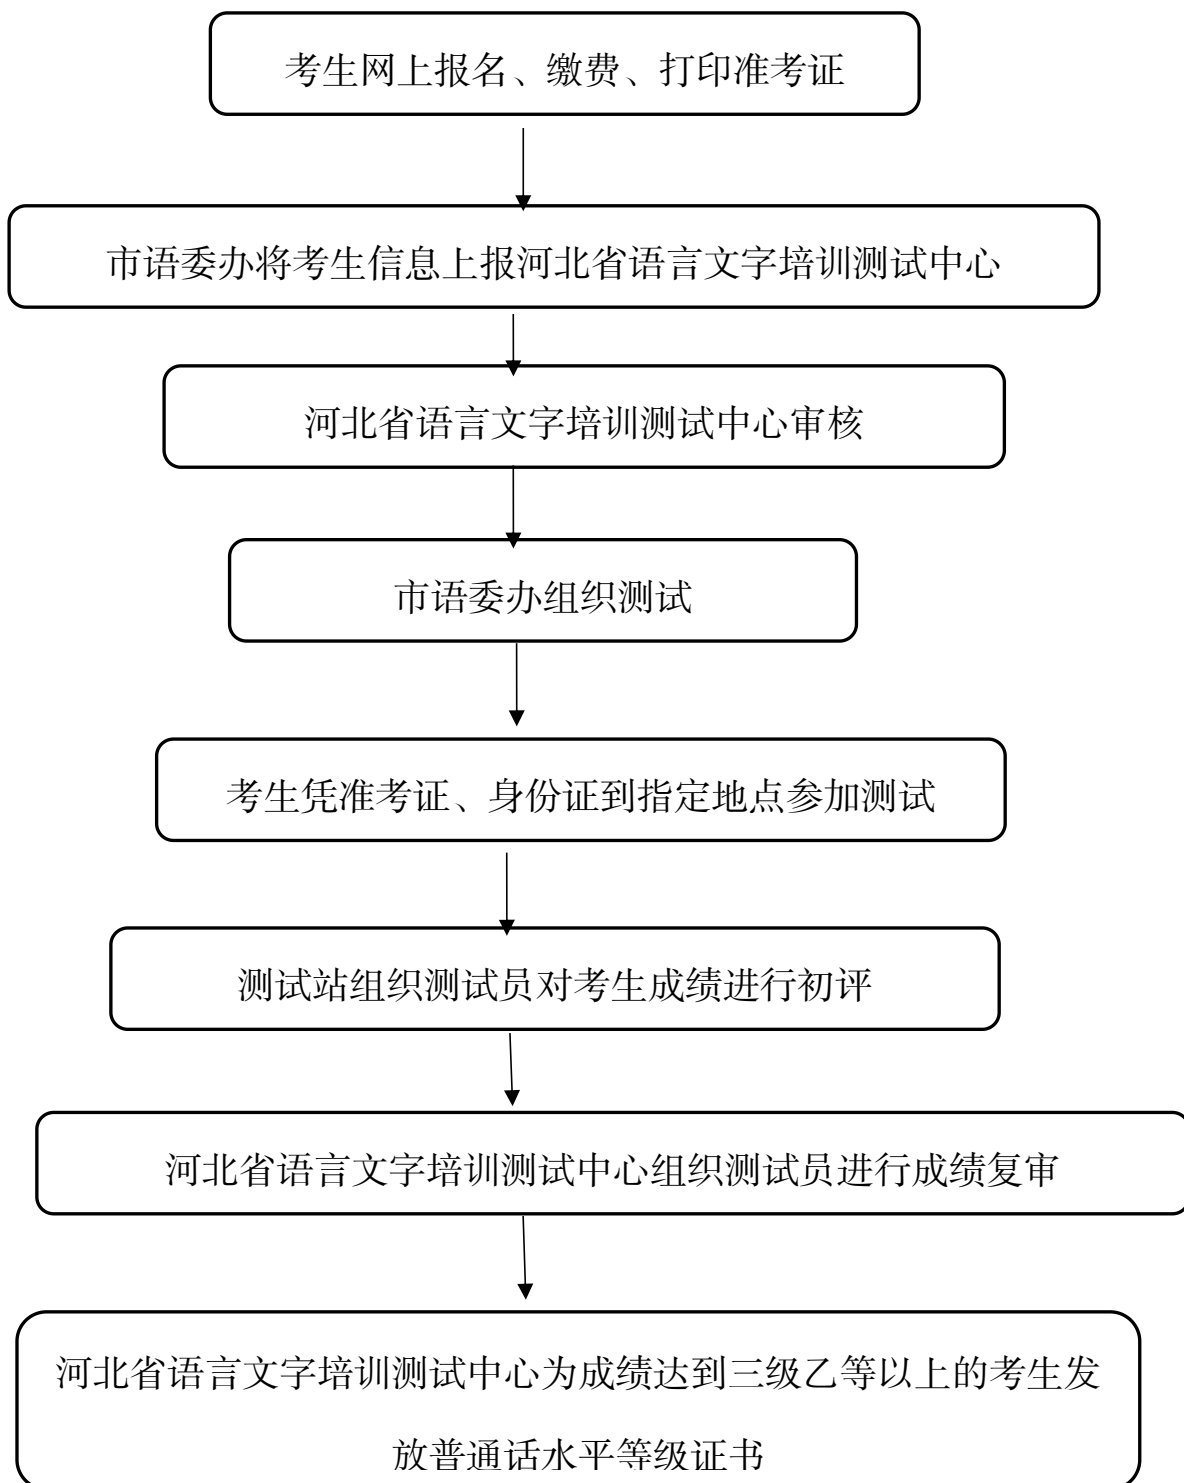 考生网上报名、缴费、打印准考证
市语委办将考生信息上报河北省语言文字培训测试中心
河北省语言文字培训测试中心审核
市语委办组织测试
考生凭准考证、身份证到指定地点参加测试
测试站组织测试员对考生成绩进行初评
河北省语言文字培训测试中心组织测试员进行成绩复审
河北省语言文字培训测试中心为成绩达到三级乙等以上的考生发
放普通话水平等级证书